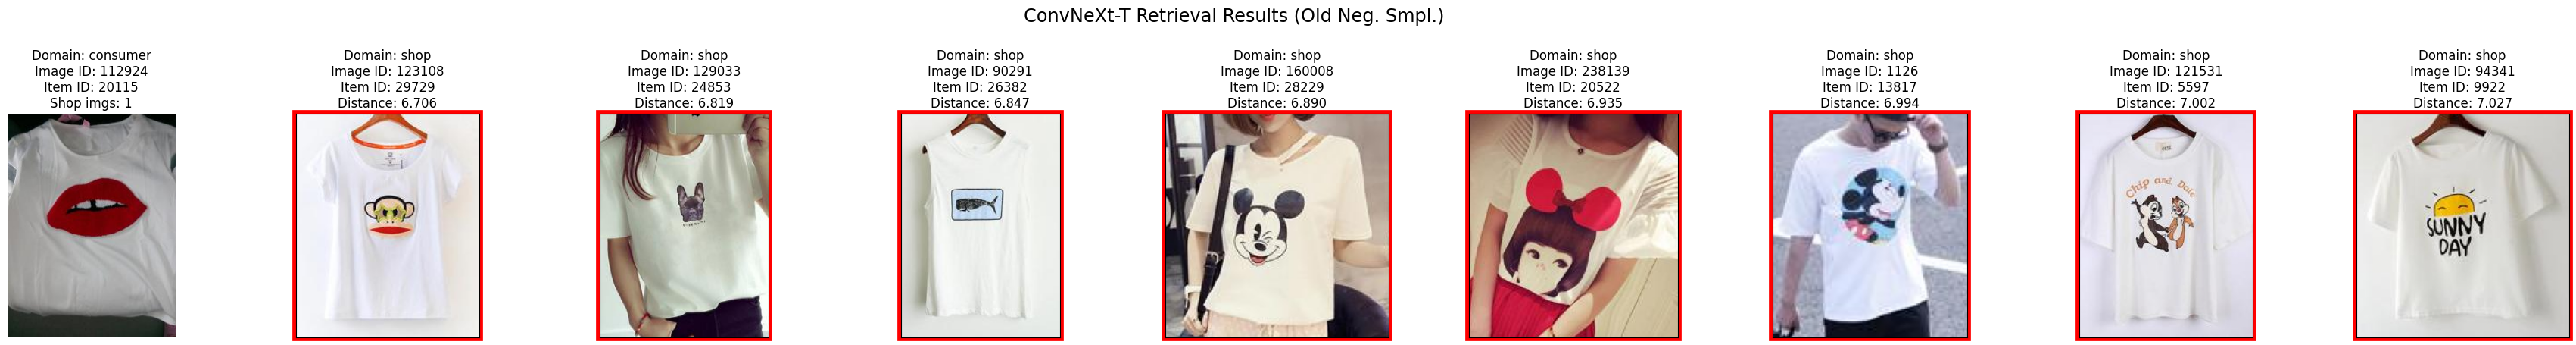 ConvNeXt-T Retrieval Results (Old Neg. Smpl.)
Domain: consumer
Image ID: 112924
Item ID: 20115
Shop imgs: 1
Domain: shop
Image ID: 123108
Item ID: 29729
Distance: 6.706
Domain: shop
Image ID: 129033
Item ID: 24853
Distance: 6.819
Domain: shop
Image ID: 90291
Item ID: 26382
Distance: 6.847
Domain: shop
Image ID: 160008
Item ID: 28229
Distance: 6.890
Domain: shop
Image ID: 238139
Item ID: 20522
Distance: 6.935
Domain: shop
Image ID: 1126
Item ID: 13817
Distance: 6.994
Domain: shop
Image ID: 121531
Item ID: 5597
Distance: 7.002
Chip and Dale
Domain: shop
Image ID: 94341
Item ID: 9922
Distance: 7.027
SUNNY
DAY